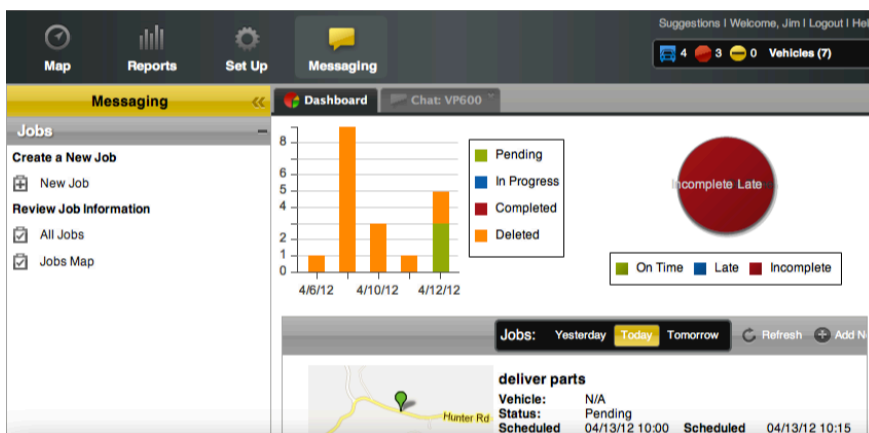 Suggestions | Welcome, Jim | Logout | Hel
Map
Reports
Set Up
Messaging
4 3 0 Vehicles (7)
Messaging
Dashboard
Chat: VP600
Jobs
Create a New Job
New Job
Review Job Information
All Jobs
Jobs Map
8
6
5
4
2
1
0
4/6/12 4/10/12 4/12/12
Pending
In Progress
Completed
Deleted
Incomplete Late
On Time Late Incomplete
Jobs: Yesterday Today Tomorrow Refresh Add N
Hunter Rd
deliver parts
Vehicle: N/A
Status: Pending
Scheduled 04/13/12 10:00 Scheduled 04/13/12 10:15